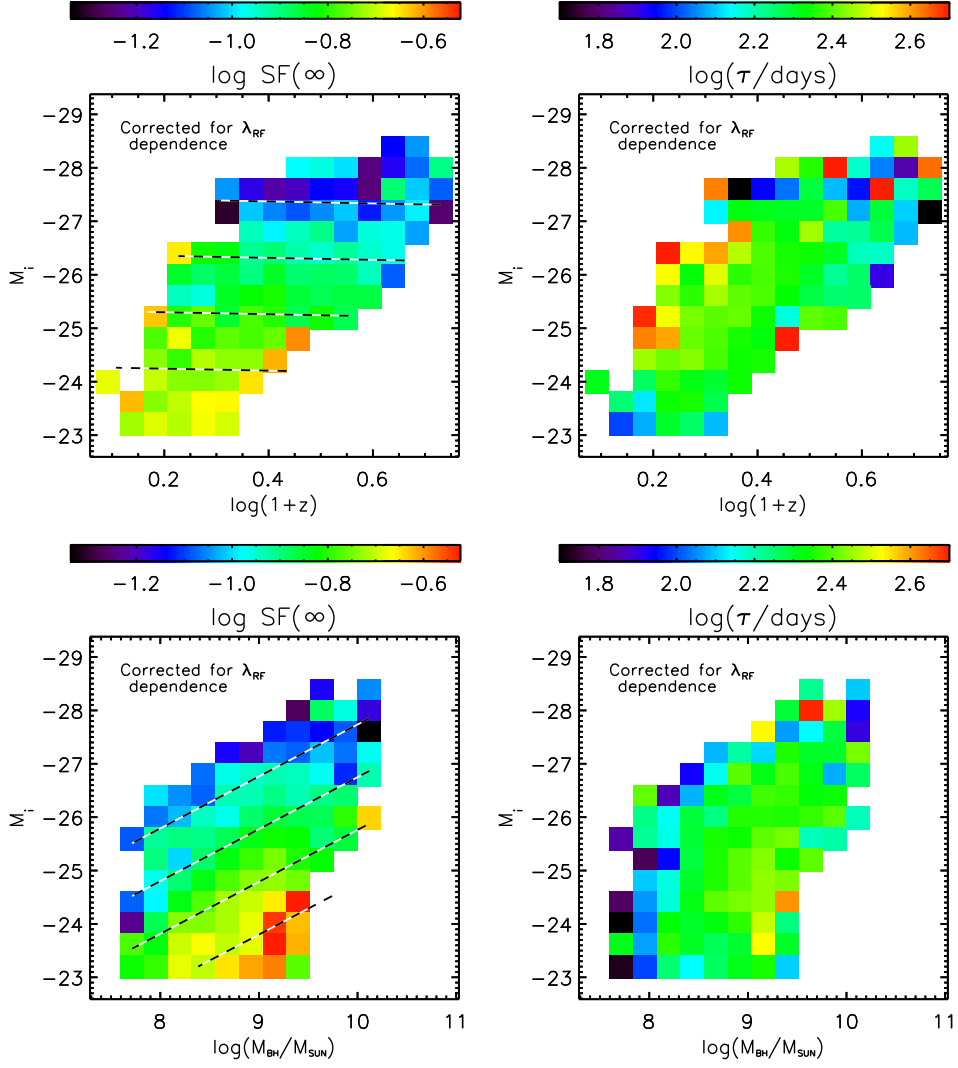 −1.2 −1.0 −0.8 −0.6
log SF(∞)
−29
−28
−27
−26
−25
−24
−23
M_i
Corrected for λ_RF
dependence
0.2 0.4 0.6
log(1+z)
1.8 2.0 2.2 2.4 2.6
log(τ/days)
−29
−28
−27
−26
−25
−24
−23
M_i
Corrected for λ_RF
dependence
0.2 0.4 0.6
log(1+z)
−1.2 −1.0 −0.8 −0.6
log SF(∞)
−29
−28
−27
−26
−25
−24
−23
M_i
Corrected for λ_RF
dependence
8 9 10 11
log(M_BH/M_SUN)
1.8 2.0 2.2 2.4 2.6
log(τ/days)
−29
−28
−27
−26
−25
−24
−23
M_i
Corrected for λ_RF
dependence
8 9 10 11
log(M_BH/M_SUN)